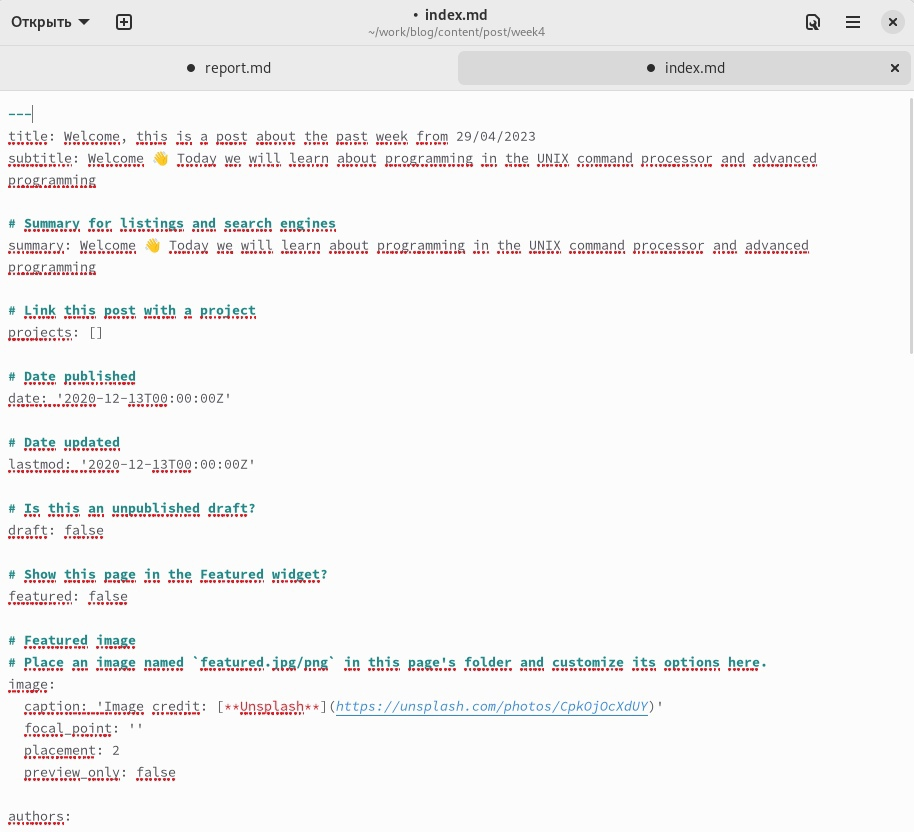 Открыть
• index.md
~/work/blog/content/post/week4
● report.md
● index.md
---
title: Welcome, this is a post about the past week from 29/04/2023
subtitle: Welcome 👋 Today we will learn about programming in the UNIX command processor and advanced
programming
# Summary for listings and search engines
summary: Welcome 👋 Today we will learn about programming in the UNIX command processor and advanced
programming
# Link this post with a project
projects: []
# Date published
date: '2020-12-13T00:00:00Z'
# Date updated
lastmod: '2020-12-13T00:00:00Z'
# Is this an unpublished draft?
draft: false
# Show this page in the Featured widget?
featured: false
# Featured image
# Place an image named `featured.jpg/png` in this page's folder and customize its options here.
image:
  caption: 'Image credit: [**Unsplash**](https://unsplash.com/photos/CpkOjOcXdUY)'
  focal_point: ''
  placement: 2
  preview_only: false
authors: